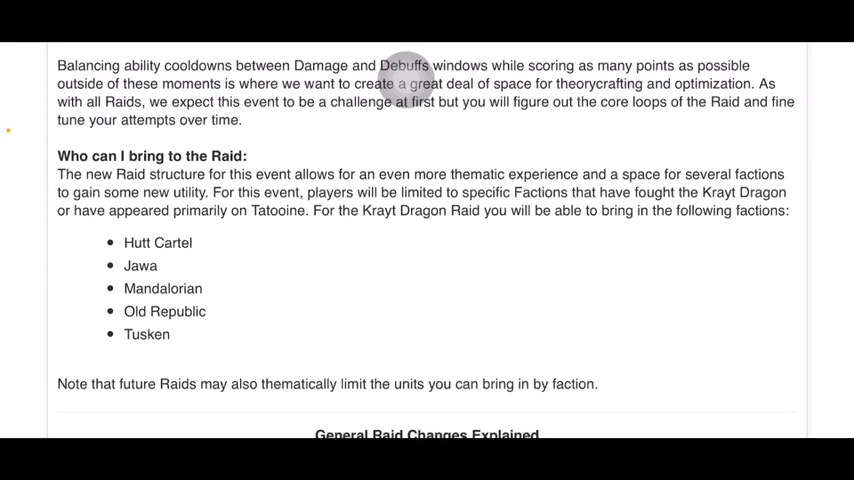 Balancing ability cooldowns between Damage and Debuffs windows while scoring as many points as possible
outside of these moments is where we want to create a great deal of space for theorycrafting and optimization. As
with all Raids, we expect this event to be a challenge at first but you will figure out the core loops of the Raid and fine
tune your attempts over time.
Who can I bring to the Raid:
The new Raid structure for this event allows for an even more thematic experience and a space for several factions
to gain some new utility. For this event, players will be limited to specific Factions that have fought the Krayt Dragon
or have appeared primarily on Tatooine. For the Krayt Dragon Raid you will be able to bring in the following factions:
• Hutt Cartel
• Jawa
• Mandalorian
• Old Republic
• Tusken
Note that future Raids may also thematically limit the units you can bring in by faction.
General Raid Changes Explained